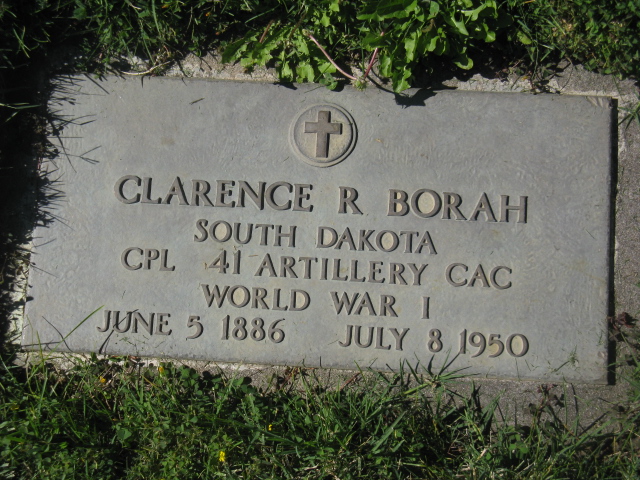 CLARENCE R BORAH
SOUTH DAKOTA
CPL 41 ARTILLERY CAC
WORLD WAR I
JUNE 5 1886 JULY 8 1950